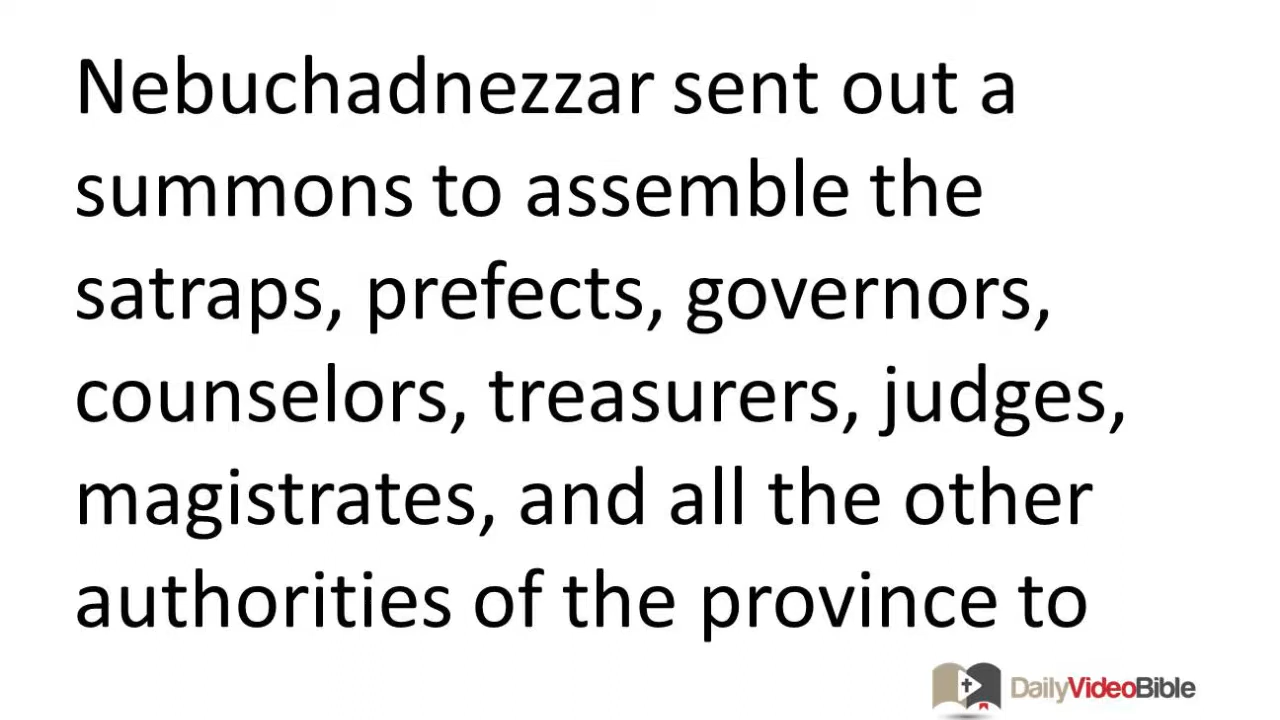 Nebuchadnezzar sent out a
summons to assemble the
satraps, prefects, governors,
counselors, treasurers, judges,
magistrates, and all the other
authorities of the province to
DailyVideoBible